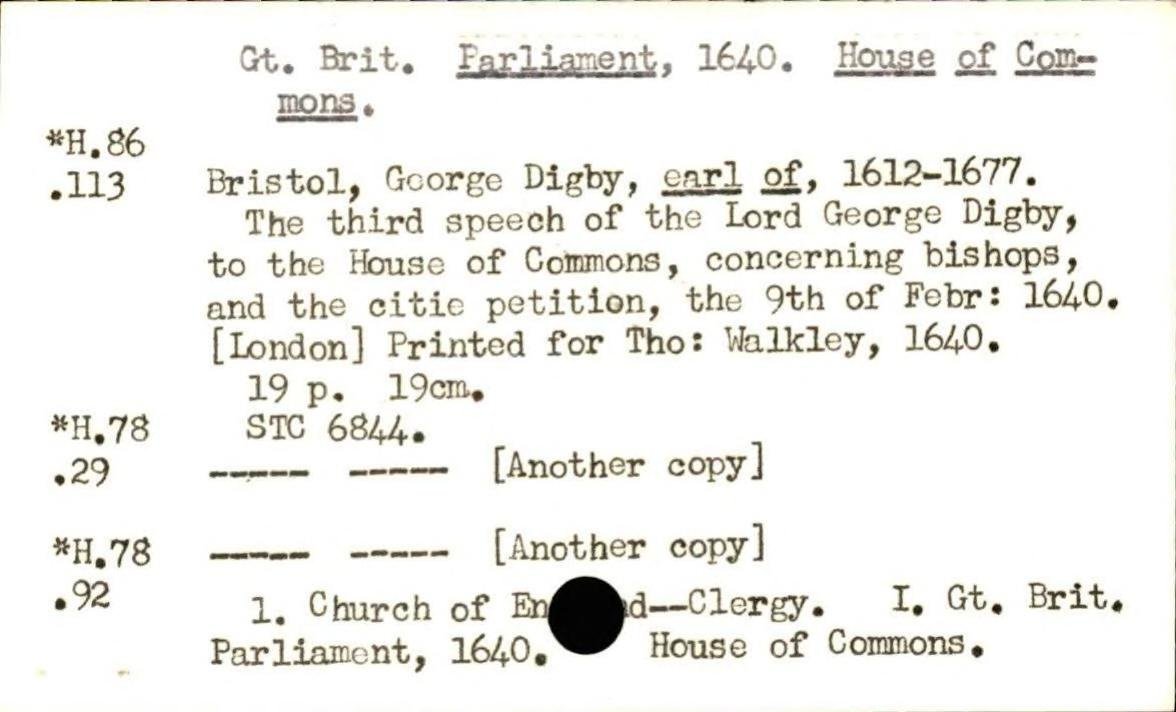 Gt. Brit. Parliament, 1640. House of Com-
mons.
*H.86
.113 Bristol, George Digby, earl of, 1612-1677.
The third speech of the Lord George Digby,
to the House of Commons, concerning bishops,
and the citie petition, the 9th of Febr: 1640.
[London] Printed for Tho: Walkley, 1640.
19 p. 19cm.
*H.78 STC 6844.
.29 ----- ----- [Another copy]
*H.78 ----- ----- [Another copy]
.92 1. Church of En d--Clergy. I. Gt. Brit.
Parliament, 1640. House of Commons.